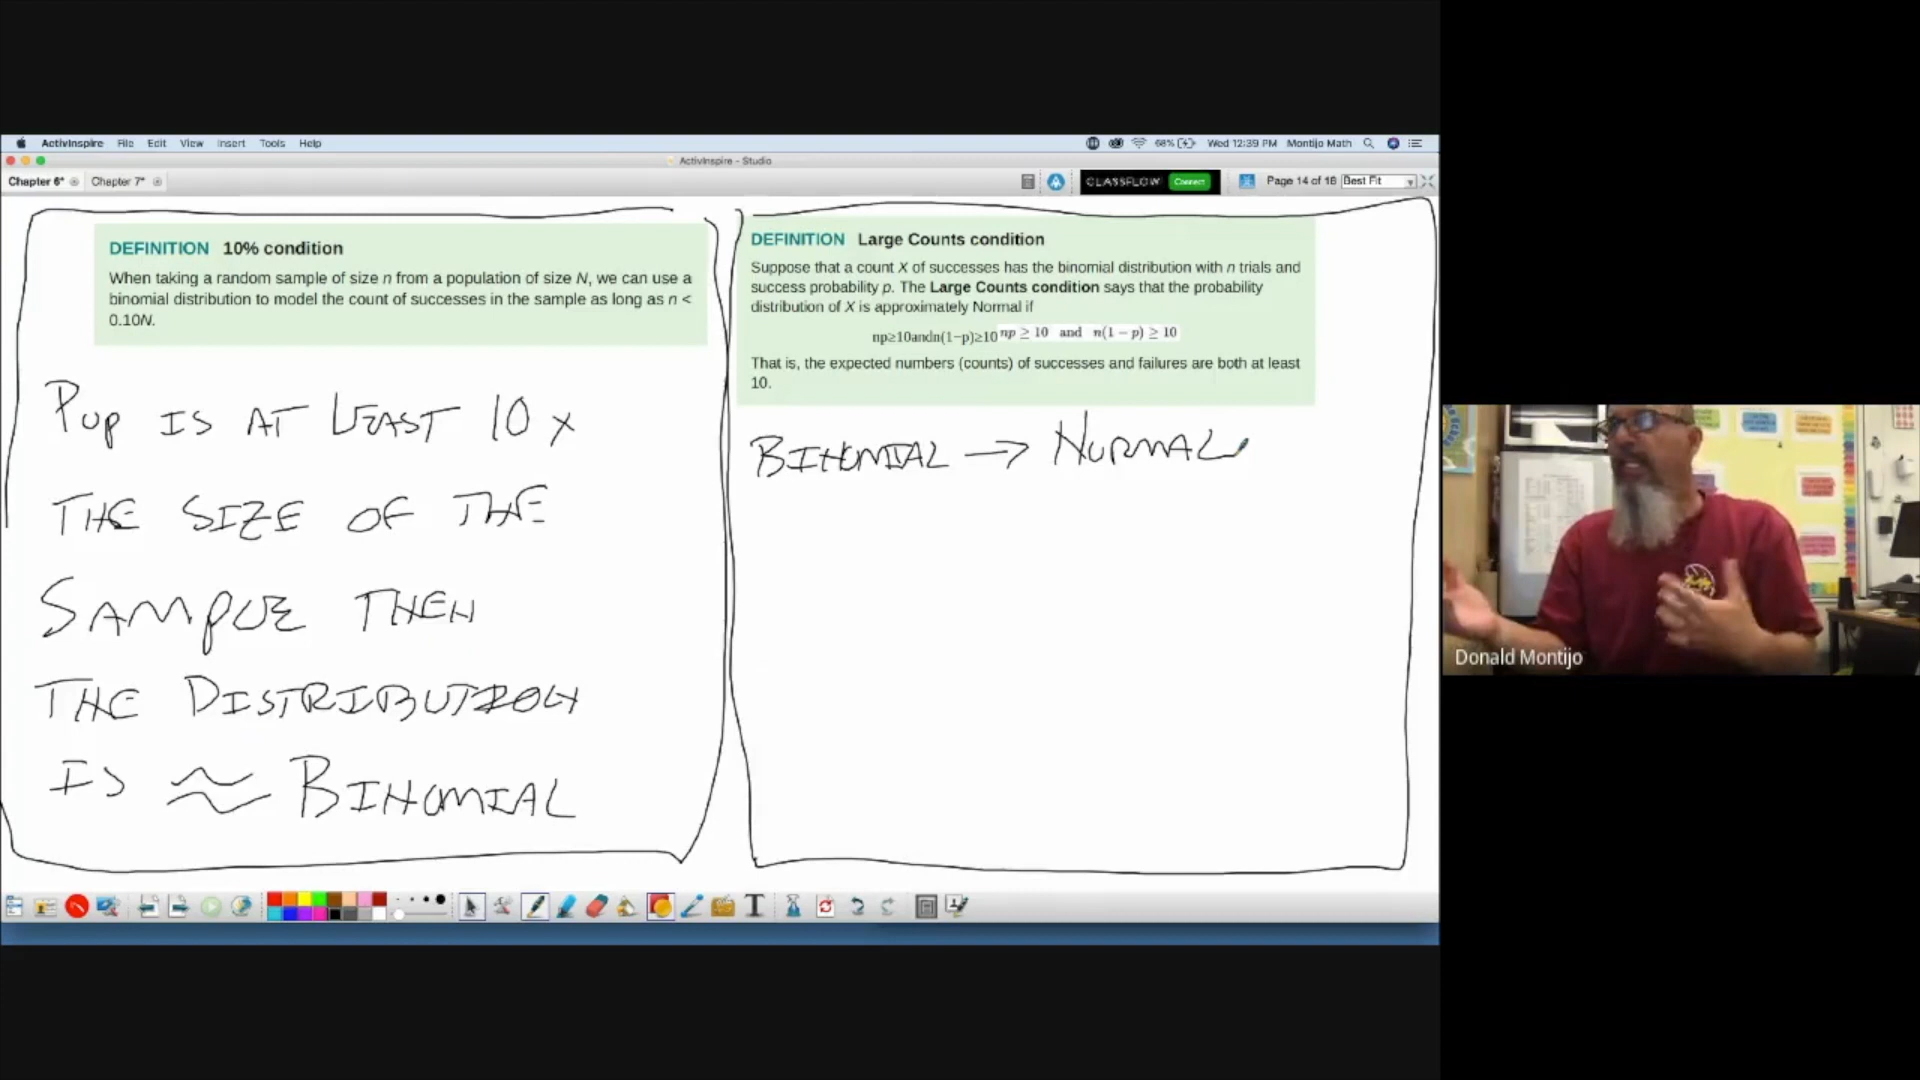 ActivInspire File Edit View Insert Tools Help
68% Wed 12:39 PM Montijo Math
ActivInspire - Studio
Chapter 6* Chapter 7*
CLASSFLOW Connect Page 14 of 16 Best Fit
DEFINITION 10% condition
When taking a random sample of size n from a population of size N, we can use a
binomial distribution to model the count of successes in the sample as long as n <
0.10N.
POP IS AT LEAST 10 x
THE SIZE OF THE
SAMPLE THEN
THE DISTRIBUTION
IS ≈ BINOMIAL
DEFINITION Large Counts condition
Suppose that a count X of successes has the binomial distribution with n trials and
success probability p. The Large Counts condition says that the probability
distribution of X is approximately Normal if
np≥10andn(1−p)≥10 np ≥ 10 and n(1 − p) ≥ 10
That is, the expected numbers (counts) of successes and failures are both at least
10.
BINOMIAL → NORMAL
T
Donald Montijo